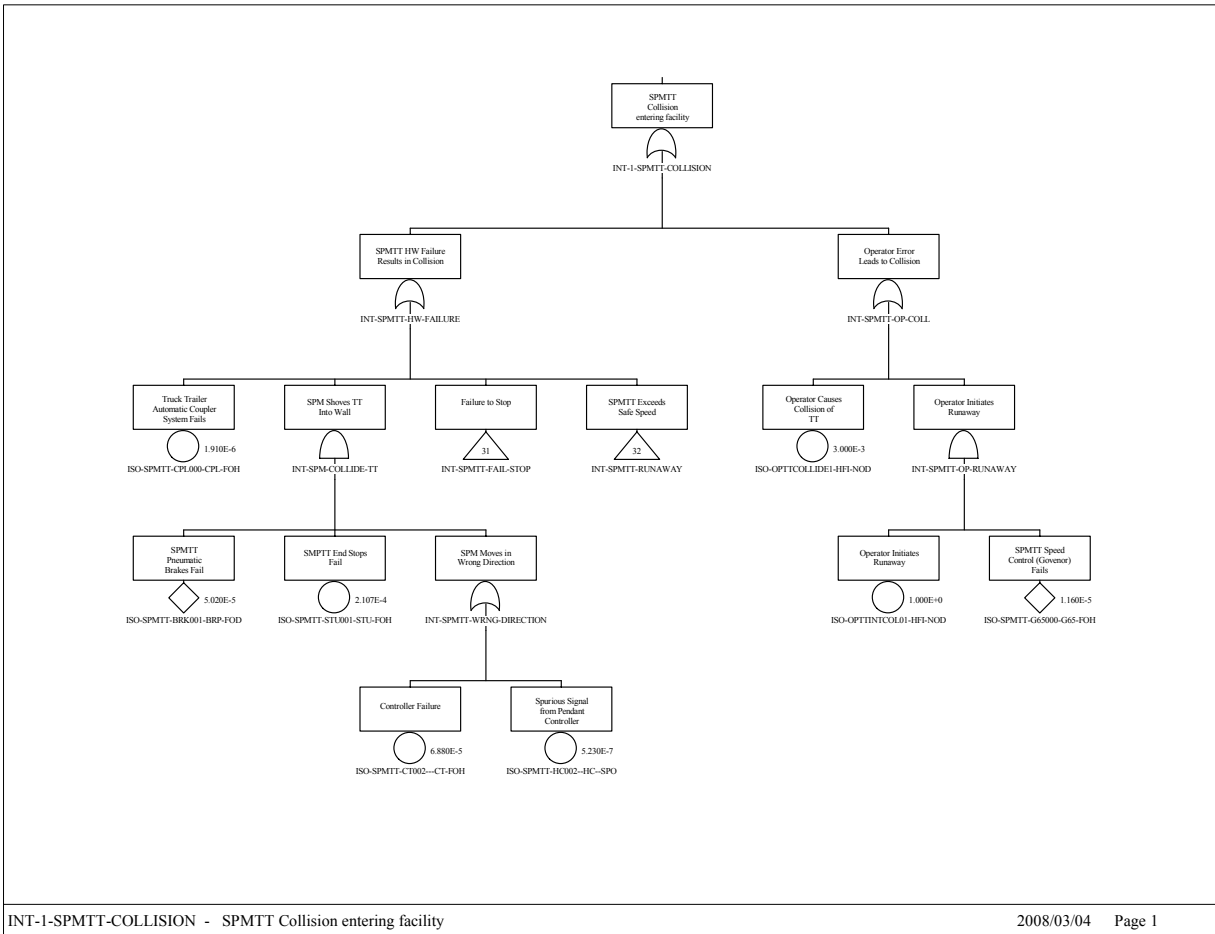 SPMTT
Collision
entering facility
INT-1-SPMTT-COLLISION
SPMTT HW Failure
Results in Collision
INT-SPMTT-HW-FAILURE
Operator Error
Leads to Collision
INT-SPMTT-OP-COLL
Truck Trailer
Automatic Coupler
System Fails
1.910E-6
ISO-SPMTT-CPL000-CPL-FOH
SPM Shoves TT
Into Wall
INT-SPM-COLLIDE-TT
Failure to Stop
31
INT-SPMTT-FAIL-STOP
SPMTT Exceeds
Safe Speed
32
INT-SPMTT-RUNAWAY
Operator Causes
Collision of
TT
3.000E-3
ISO-OPTTCOLLIDE1-HFI-NOD
Operator Initiates
Runaway
INT-SPMTT-OP-RUNAWAY
SPMTT
Pneumatic
Brakes Fail
5.020E-5
ISO-SPMTT-BRK001-BRP-FOD
SMPTT End Stops
Fail
2.107E-4
ISO-SPMTT-STU001-STU-FOH
SPM Moves in
Wrong Direction
INT-SPMTT-WRNG-DIRECTION
Operator Initiates
Runaway
1.000E+0
ISO-OPTTINTCOL01-HFI-NOD
SPMTT Speed
Control (Govenor)
Fails
1.160E-5
ISO-SPMTT-G65000-G65-FOH
Controller Failure
6.880E-5
ISO-SPMTT-CT002---CT-FOH
Spurious Signal
from Pendant
Controller
5.230E-7
ISO-SPMTT-HC002--HC--SPO
INT-1-SPMTT-COLLISION - SPMTT Collision entering facility
2008/03/04 Page 1